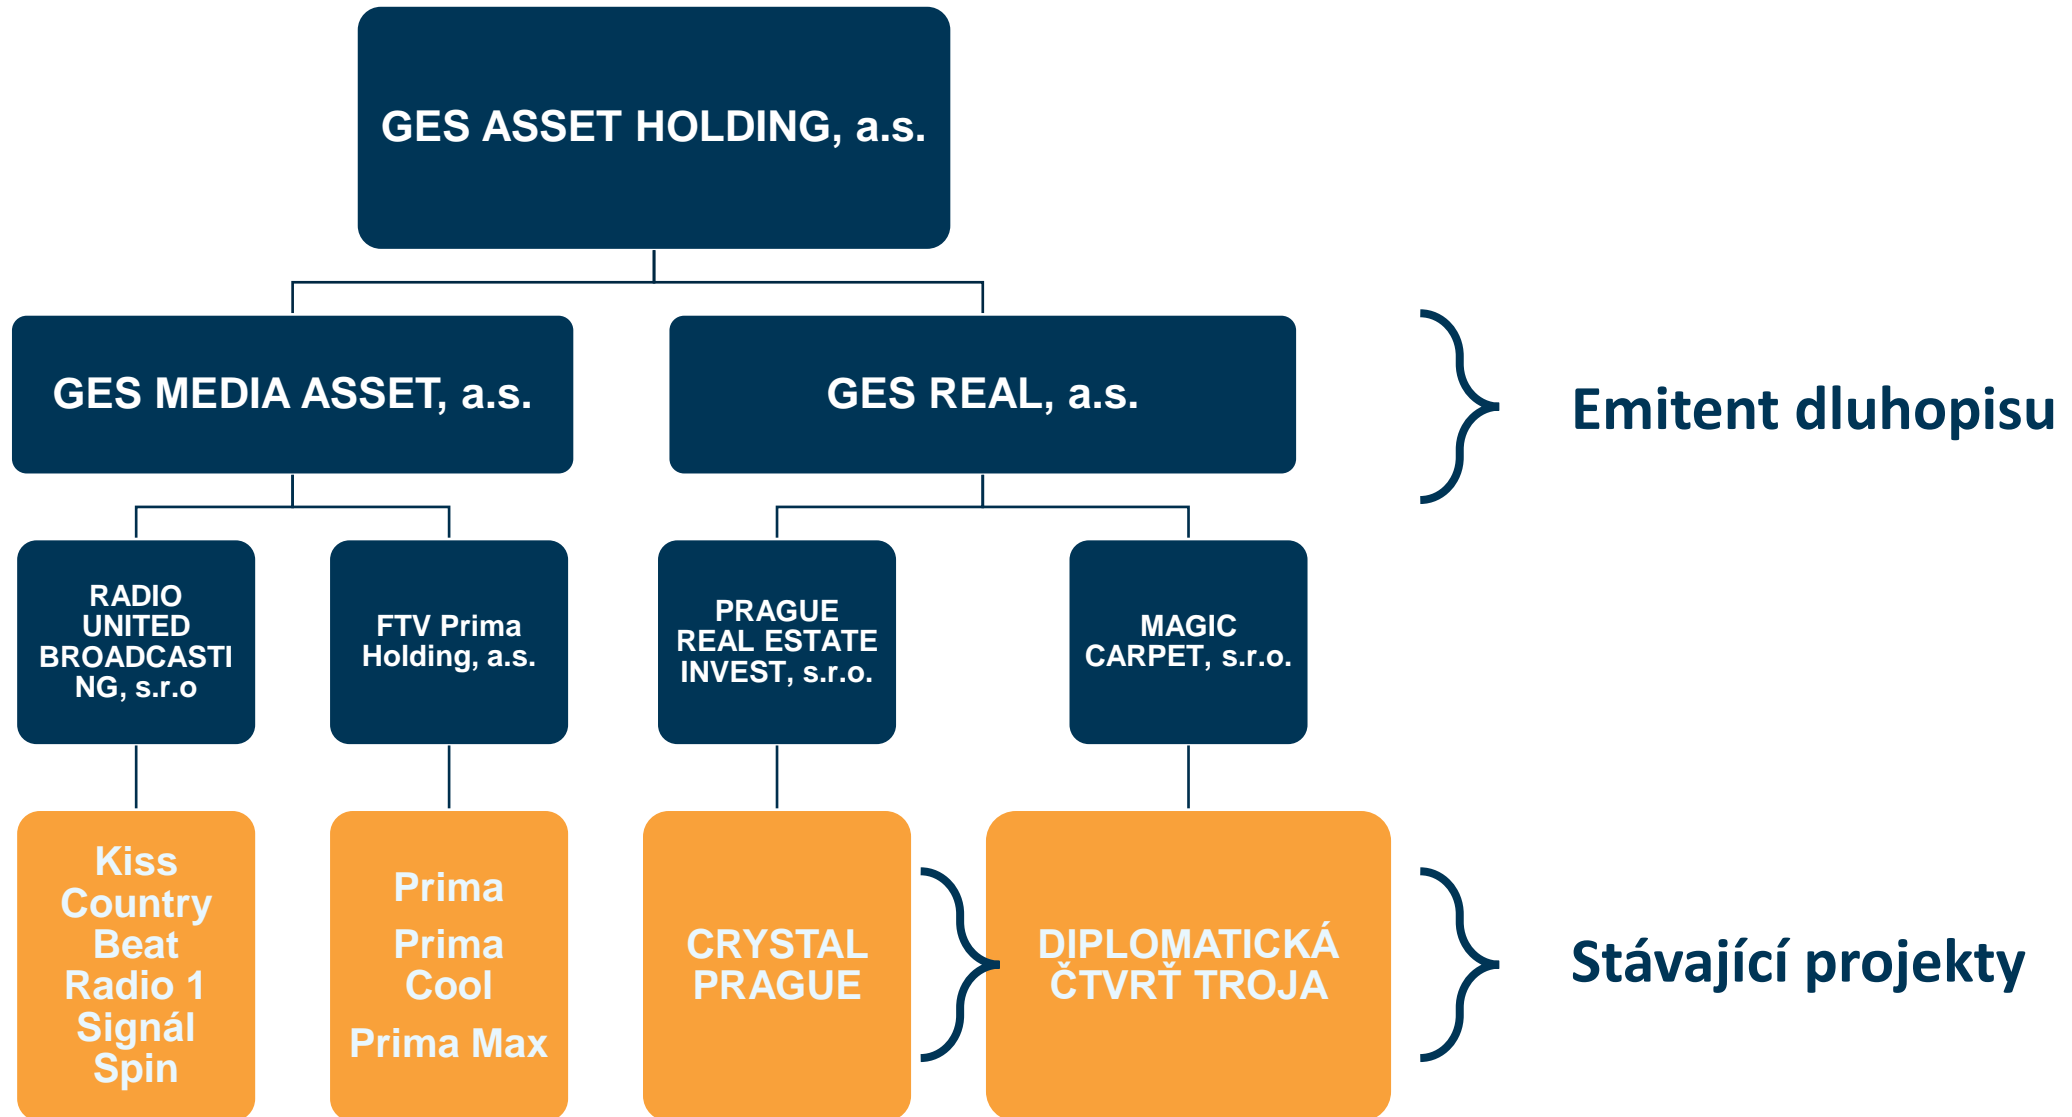 GES ASSET HOLDING, a.s.
GES MEDIA ASSET, a.s.
GES REAL, a.s.
Emitent dluhopisu
RADIO
UNITED
BROADCASTI
NG, s.r.o
FTV Prima
Holding, a.s.
PRAGUE
REAL ESTATE
INVEST, s.r.o.
MAGIC
CARPET, s.r.o.
Kiss
Country
Beat
Radio 1
Signál
Spin
Prima
Prima
Cool
Prima Max
CRYSTAL
PRAGUE
DIPLOMATICKÁ
ČTVRŤ TROJA
Stávající projekty